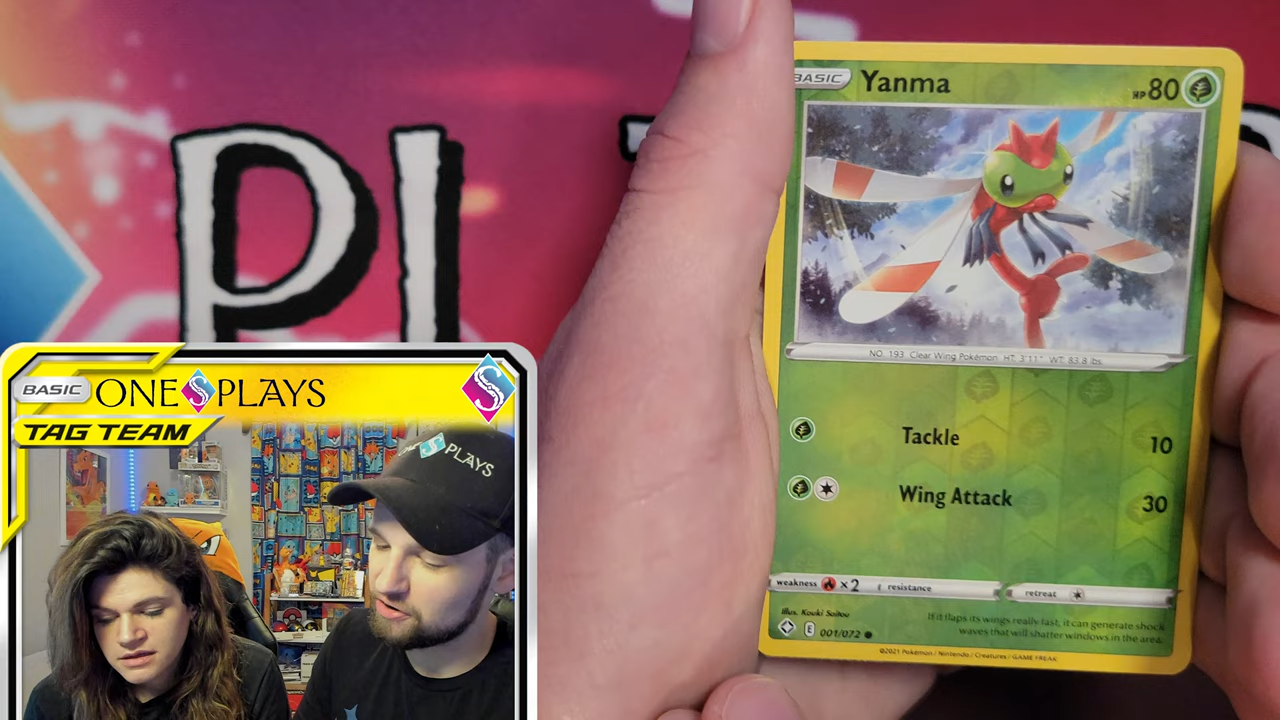 PL
BASIC Yanma HP 80
NO. 193 Clear Wing Pokémon HT: 3'11" WT: 83.8 lbs.
Tackle 10
Wing Attack 30
weakness ×2 resistance retreat
Illus. Kouki Saitou
If it flaps its wings really fast, it can generate shock
waves that will shatter windows in the area.
E 001/072
©2021 Pokémon / Nintendo / Creatures / GAME FREAK
BASIC ONE S PLAYS
TAG TEAM
ONE S PLAYS